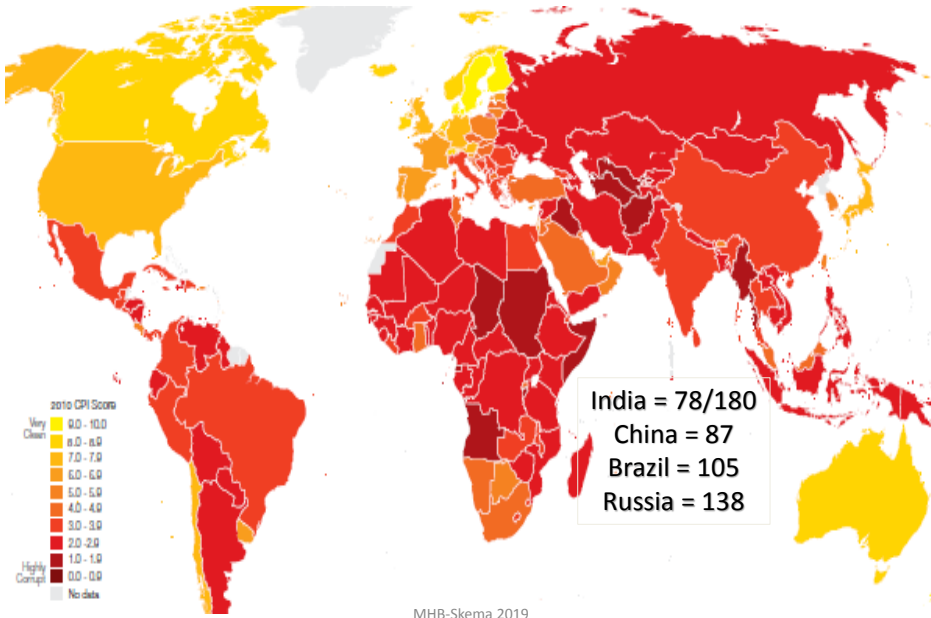 2010 CPI Score
Very
Clean
9.0 - 10.0
8.0 - 8.9
7.0 - 7.9
6.0 - 6.9
5.0 - 5.9
4.0 - 4.9
3.0 - 3.9
2.0 - 2.9
1.0 - 1.9
0.0 - 0.9
Highly
Corrupt
No data
India = 78/180
China = 87
Brazil = 105
Russia = 138
MHB-Skema 2019